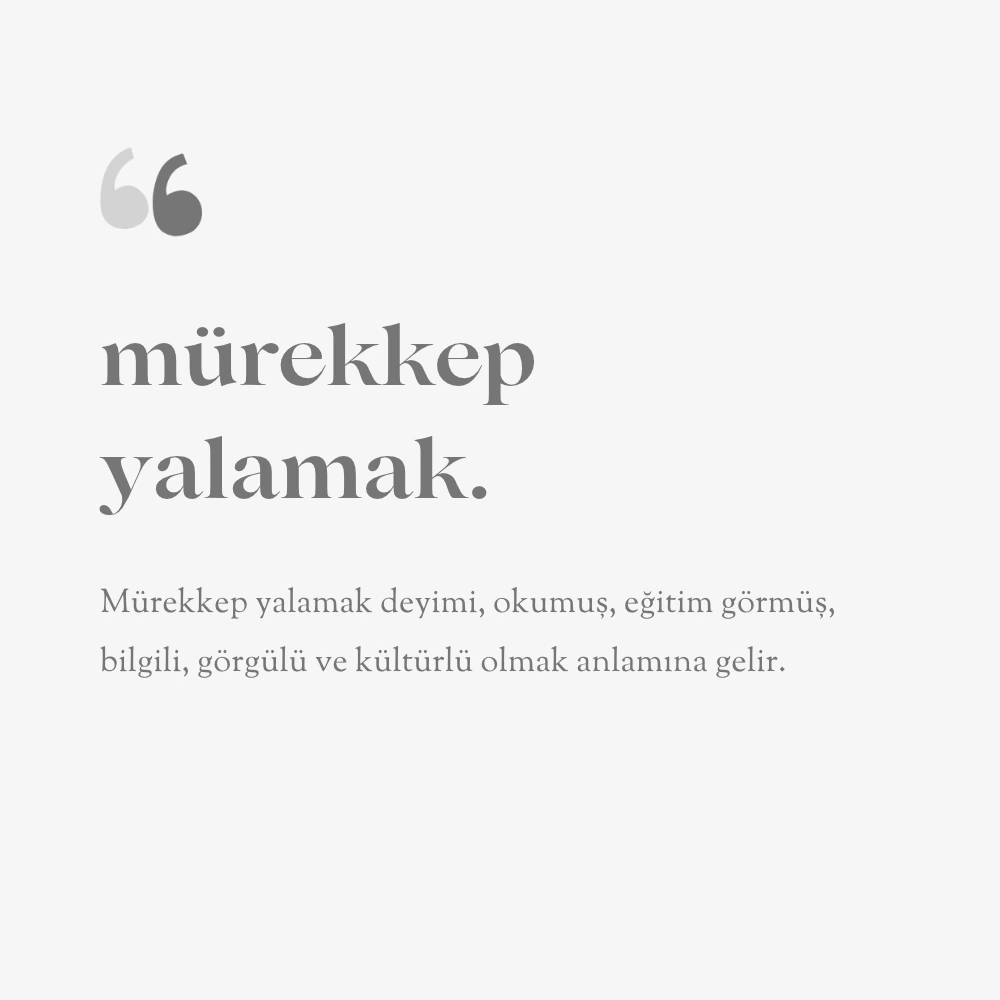 “
mürekkep
yalamak.
Mürekkep yalamak deyimi, okumuş, eğitim görmüş,
bilgili, görgülü ve kültürlü olmak anlamına gelir.